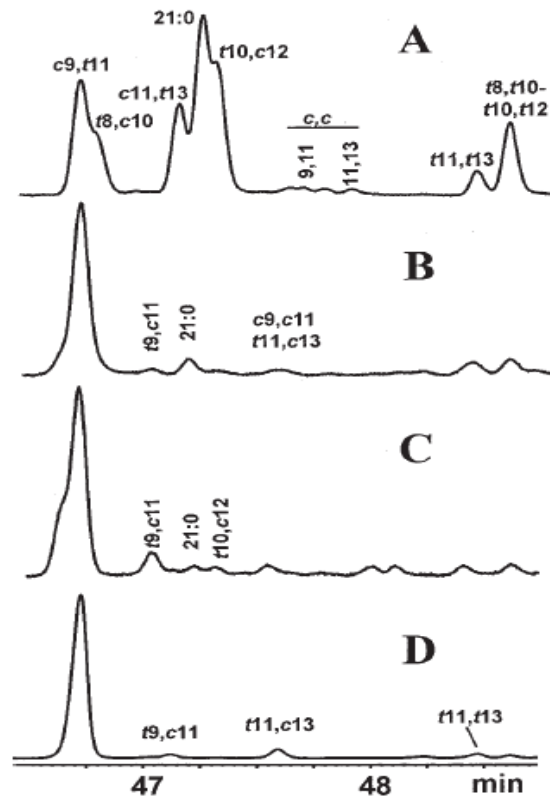 21:0
A
c9,t11
t10,c12
c11,t13
t8,c10
c,c
9,11
11,13
t8,t10-
t10,t12
t11,t13
B
t9,c11
21:0
c9,c11
t11,c13
C
t9,c11
21:0
t10,c12
D
t9,c11
t11,c13
t11,t13
47
48
min